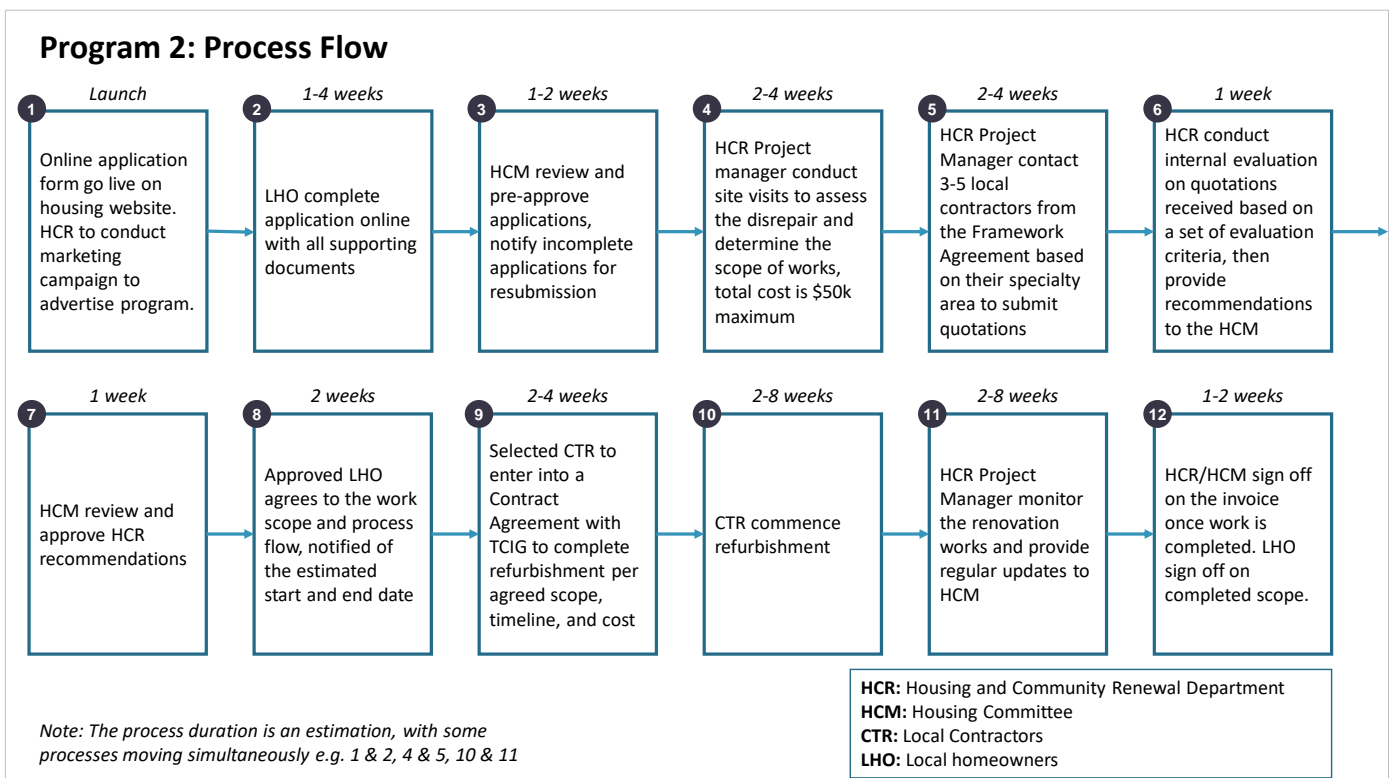 Program 2: Process Flow
Launch
1
Online application
form go live on
housing website.
HCR to conduct
marketing
campaign to
advertise program.
1-4 weeks
2
LHO complete
application online
with all supporting
documents
1-2 weeks
3
HCM review and
pre-approve
applications,
notify incomplete
applications for
resubmission
2-4 weeks
4
HCR Project
manager conduct
site visits to assess
the disrepair and
determine the
scope of works,
total cost is $50k
maximum
2-4 weeks
5
HCR Project
Manager contact
3-5 local
contractors from
the Framework
Agreement based
on their specialty
area to submit
quotations
1 week
6
HCR conduct
internal evaluation
on quotations
received based on
a set of evaluation
criteria, then
provide
recommendations
to the HCM
1 week
7
HCM review and
approve HCR
recommendations
2 weeks
8
Approved LHO
agrees to the work
scope and process
flow, notified of
the estimated
start and end date
2-4 weeks
9
Selected CTR to
enter into a
Contract
Agreement with
TCIG to complete
refurbishment per
agreed scope,
timeline, and cost
2-8 weeks
10
CTR commence
refurbishment
2-8 weeks
11
HCR Project
Manager monitor
the renovation
works and provide
regular updates to
HCM
1-2 weeks
12
HCR/HCM sign off
on the invoice
once work is
completed. LHO
sign off on
completed scope.
Note: The process duration is an estimation, with some
processes moving simultaneously e.g. 1 & 2, 4 & 5, 10 & 11
HCR: Housing and Community Renewal Department
HCM: Housing Committee
CTR: Local Contractors
LHO: Local homeowners